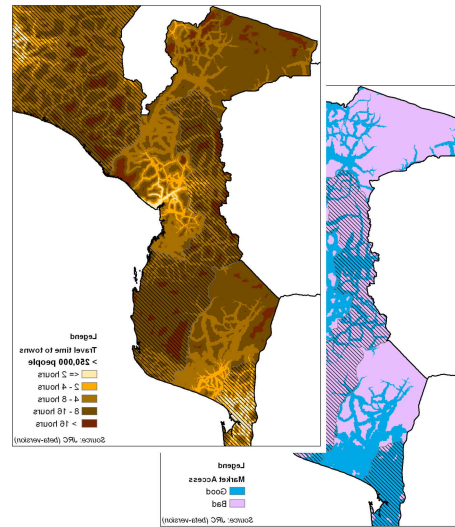 Legend
Travel time to towns
> 250,000 people
<= 2 hours
2 - 4 hours
4 - 8 hours
8 - 16 hours
> 16 hours
Source: JRC (beta-version)
Legend
Market Access
Good
Bad
Source: JRC (beta-version)